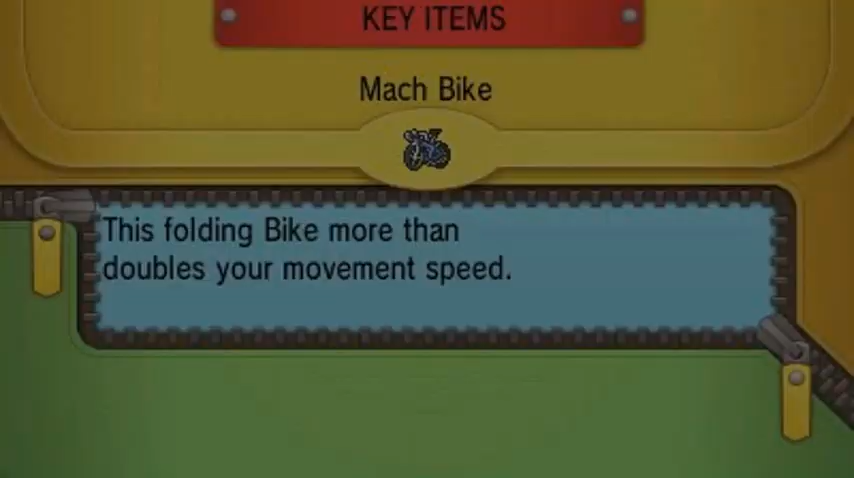 KEY ITEMS
Mach Bike
This folding Bike more than
doubles your movement speed.